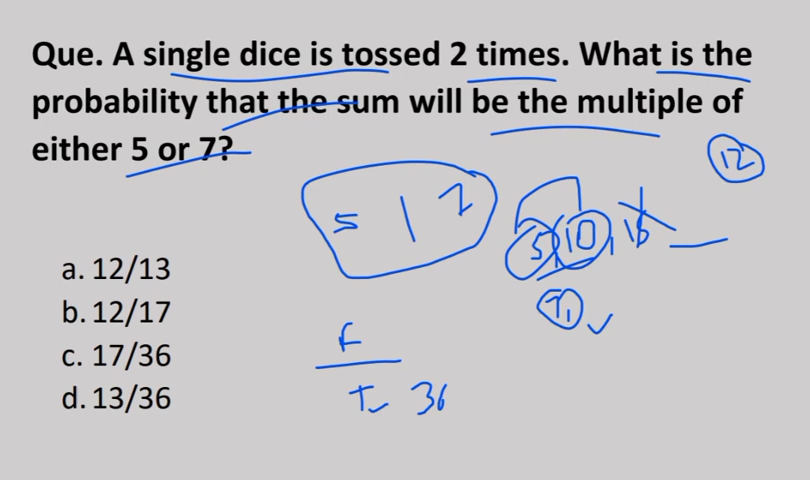 Que. A single dice is tossed 2 times. What is the
probability that the sum will be the multiple of
either 5 or 7?
12
5 | 7
5, 10, 15
7,
a. 12/13
b. 12/17
c. 17/36
d. 13/36
F
T 36